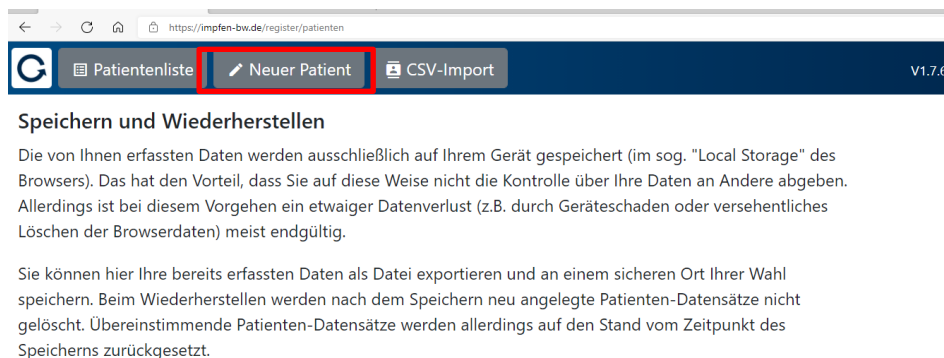 https://impfen-bw.de/register/patienten
Patientenliste Neuer Patient CSV-Import V1.7.6
Speichern und Wiederherstellen
Die von Ihnen erfassten Daten werden ausschließlich auf Ihrem Gerät gespeichert (im sog. "Local Storage" des
Browsers). Das hat den Vorteil, dass Sie auf diese Weise nicht die Kontrolle über Ihre Daten an Andere abgeben.
Allerdings ist bei diesem Vorgehen ein etwaiger Datenverlust (z.B. durch Geräteschaden oder versehentliches
Löschen der Browserdaten) meist endgültig.
Sie können hier Ihre bereits erfassten Daten als Datei exportieren und an einem sicheren Ort Ihrer Wahl
speichern. Beim Wiederherstellen werden nach dem Speichern neu angelegte Patienten-Datensätze nicht
gelöscht. Übereinstimmende Patienten-Datensätze werden allerdings auf den Stand vom Zeitpunkt des
Speicherns zurückgesetzt.